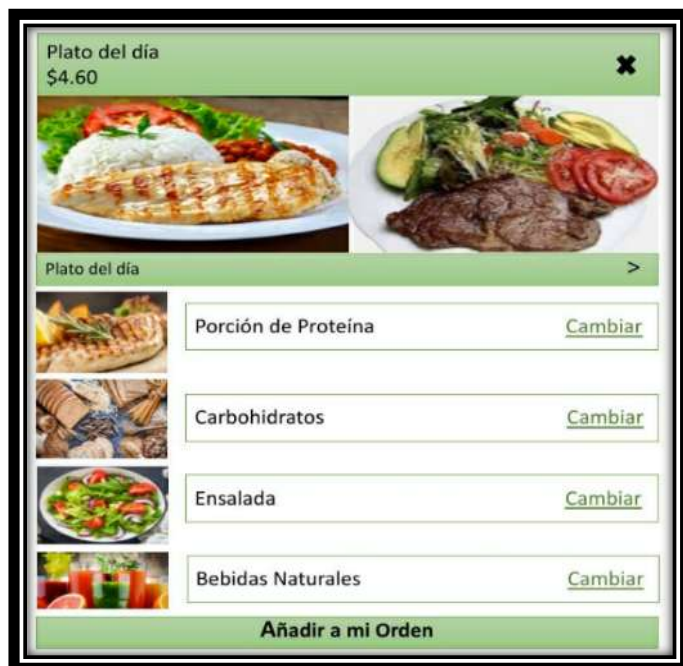 Plato del día
$4.60
✖
Plato del día >
Porción de Proteína Cambiar
Carbohidratos Cambiar
Ensalada Cambiar
Bebidas Naturales Cambiar
Añadir a mi Orden